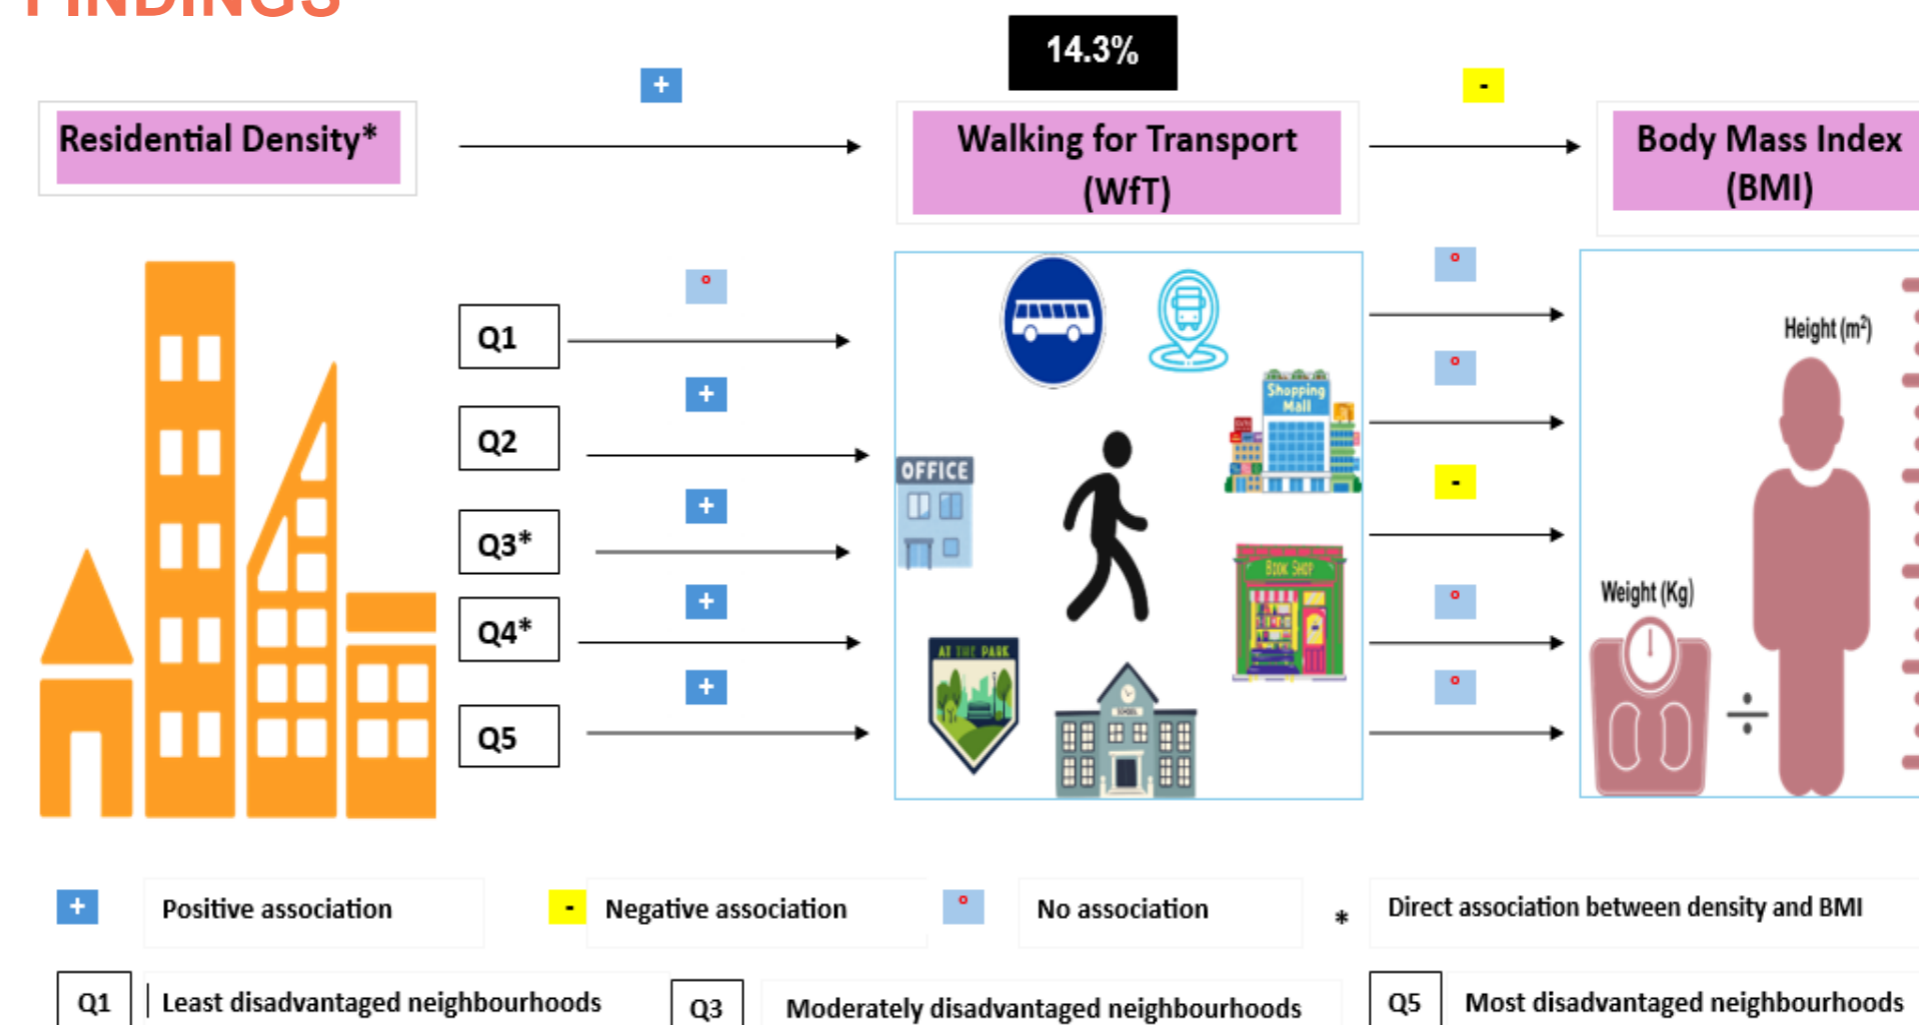 FINDINGS
14.3%
+
-
Residential Density*
Walking for Transport
(WfT)
Body Mass Index
(BMI)
°
°
Q1
+
°
Q2
+
-
Q3*
+
°
Q4*
+
°
Q5
Shopping
Mall
OFFICE
BOOK SHOP
AT THE PARK
SCHOOL
Height (m²)
Weight (Kg)
÷
+ Positive association
- Negative association
° No association
* Direct association between density and BMI
Q1 Least disadvantaged neighbourhoods
Q3 Moderately disadvantaged neighbourhoods
Q5 Most disadvantaged neighbourhoods